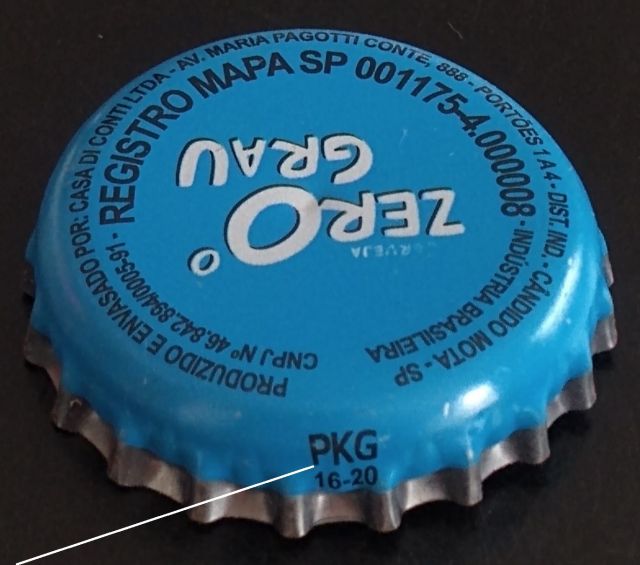 PRODUZIDO E ENVASADO POR: CASA DI CONTI LTDA - AV. MARIA PAGOTTI CONTE, 888 - PORTÕES 1 A 4 - DIST. IND. - CÂNDIDO MOTA - SP
CNPJ Nº 46.842.894/0005-91 - REGISTRO MAPA SP 001175-4.000008 - INDÚSTRIA BRASILEIRA
CERVEJA
ZERO°
GRAU
PKG
16-20